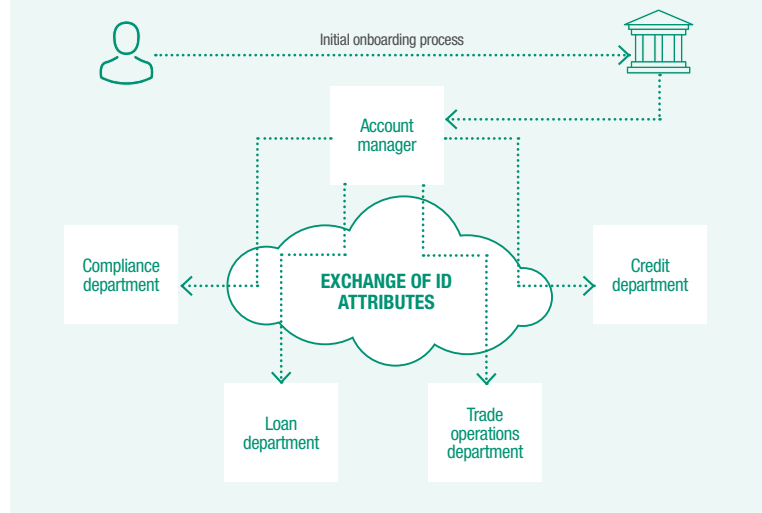 Initial onboarding process
Account
manager
Compliance
department
EXCHANGE OF ID
ATTRIBUTES
Credit
department
Loan
department
Trade
operations
department